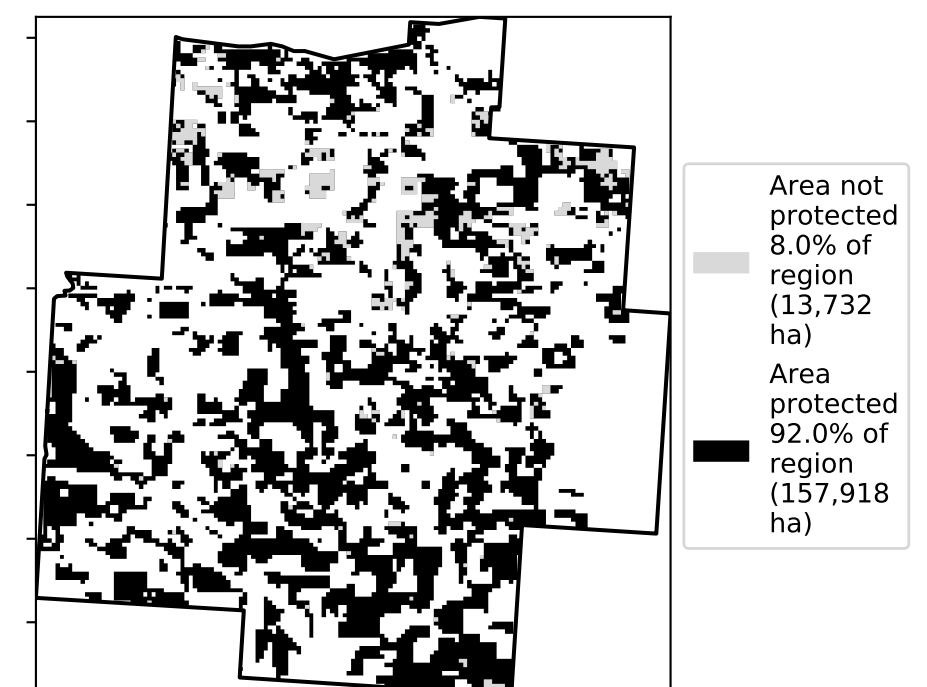 Area not
protected
8.0% of
region
(13,732
ha)
Area
protected
92.0% of
region
(157,918
ha)